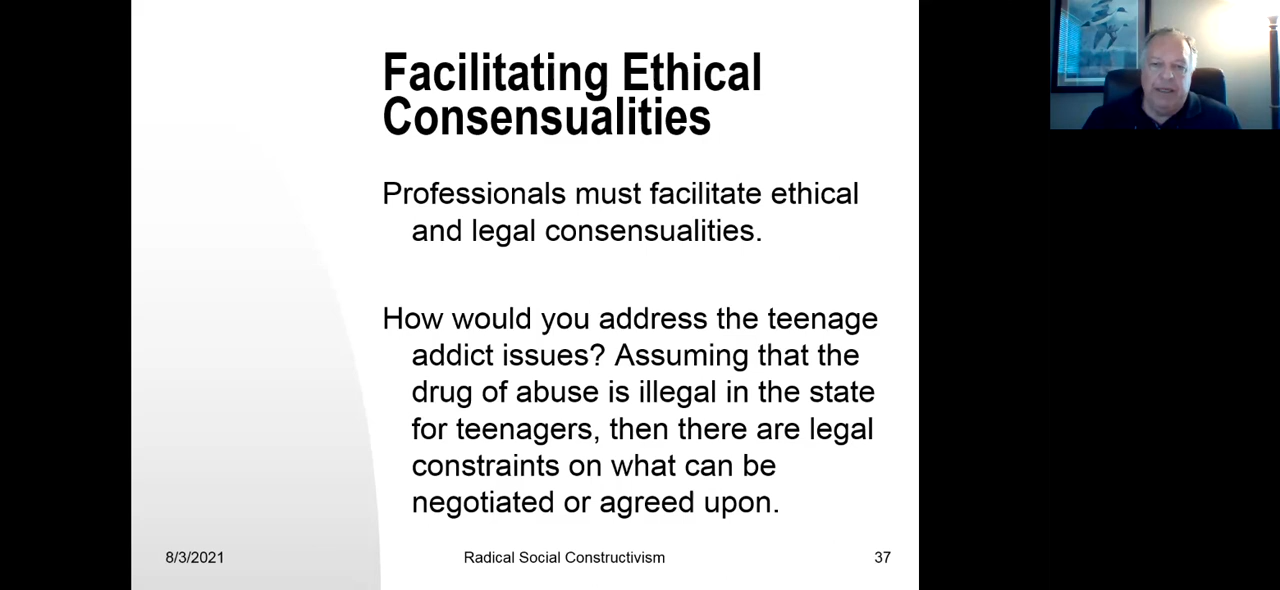 Facilitating Ethical
Consensualities
Professionals must facilitate ethical
and legal consensualities.
How would you address the teenage
addict issues? Assuming that the
drug of abuse is illegal in the state
for teenagers, then there are legal
constraints on what can be
negotiated or agreed upon.
8/3/2021
Radical Social Constructivism
37